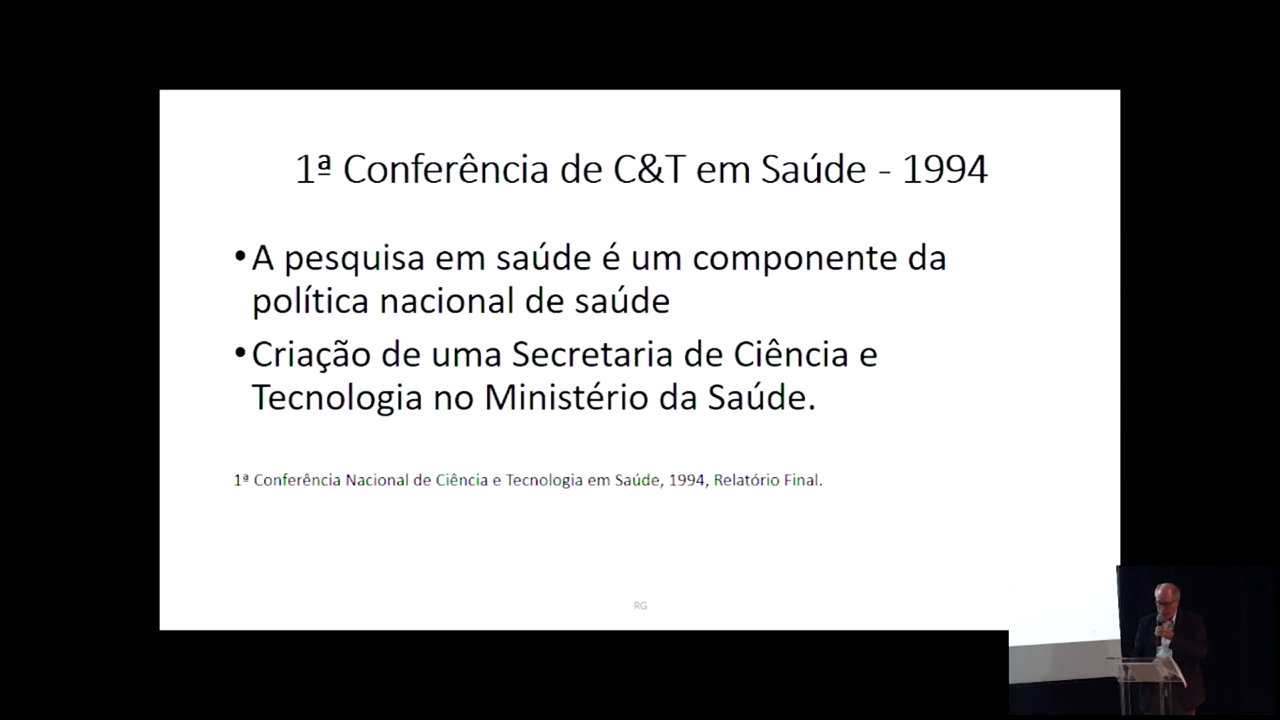 1ª Conferência de C&T em Saúde - 1994
•A pesquisa em saúde é um componente da
política nacional de saúde
•Criação de uma Secretaria de Ciência e
Tecnologia no Ministério da Saúde.
1ª Conferência Nacional de Ciência e Tecnologia em Saúde, 1994, Relatório Final.
RG